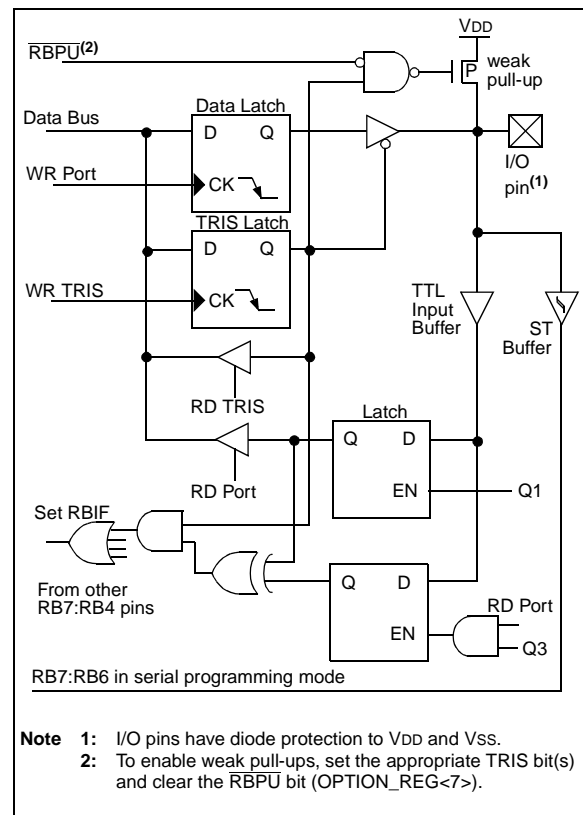 VDD
RBPU(2)
weak
pull-up
P
Data Latch
Data Bus
D
Q
I/O
pin(1)
WR Port
CK
TRIS Latch
D
Q
WR TRIS
CK
TTL
Input
Buffer
ST
Buffer
RD TRIS
Latch
Q
D
RD Port
EN
Q1
Set RBIF
From other
RB7:RB4 pins
Q
D
RD Port
EN
Q3
RB7:RB6 in serial programming mode
Note 1: I/O pins have diode protection to VDD and VSS.
2: To enable weak pull-ups, set the appropriate TRIS bit(s)
and clear the RBPU bit (OPTION_REG<7>).